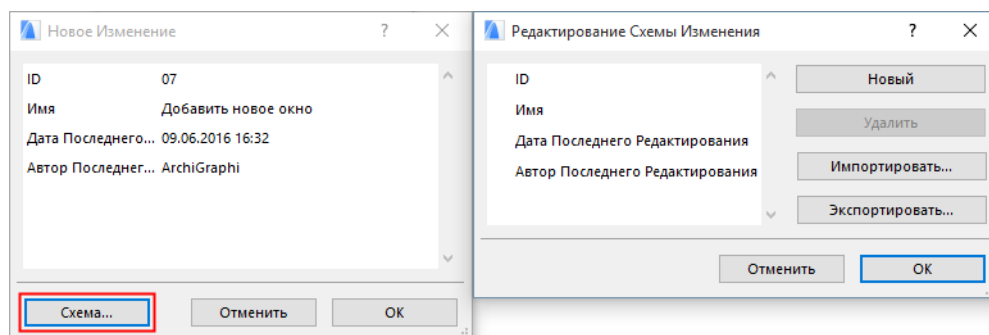 Новое Изменение
ID 07
Имя Добавить новое окно
Дата Последнего... 09.06.2016 16:32
Автор Последнег... ArchiGraphi
Схема... Отменить OK
Редактирование Схемы Изменения
ID
Имя
Дата Последнего Редактирования
Автор Последнего Редактирования
Новый
Удалить
Импортировать...
Экспортировать...
Отменить OK